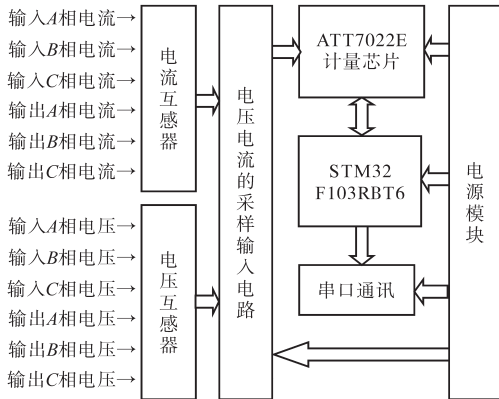 输入A相电流
输入B相电流
输入C相电流
输出A相电流
输出B相电流
输出C相电流
电流互感器
输入A相电压
输入B相电压
输入C相电压
输出A相电压
输出B相电压
输出C相电压
电压互感器
电压电流的采样输入电路
ATT7022E
计量芯片
STM32
F103RBT6
串口通讯
电源模块